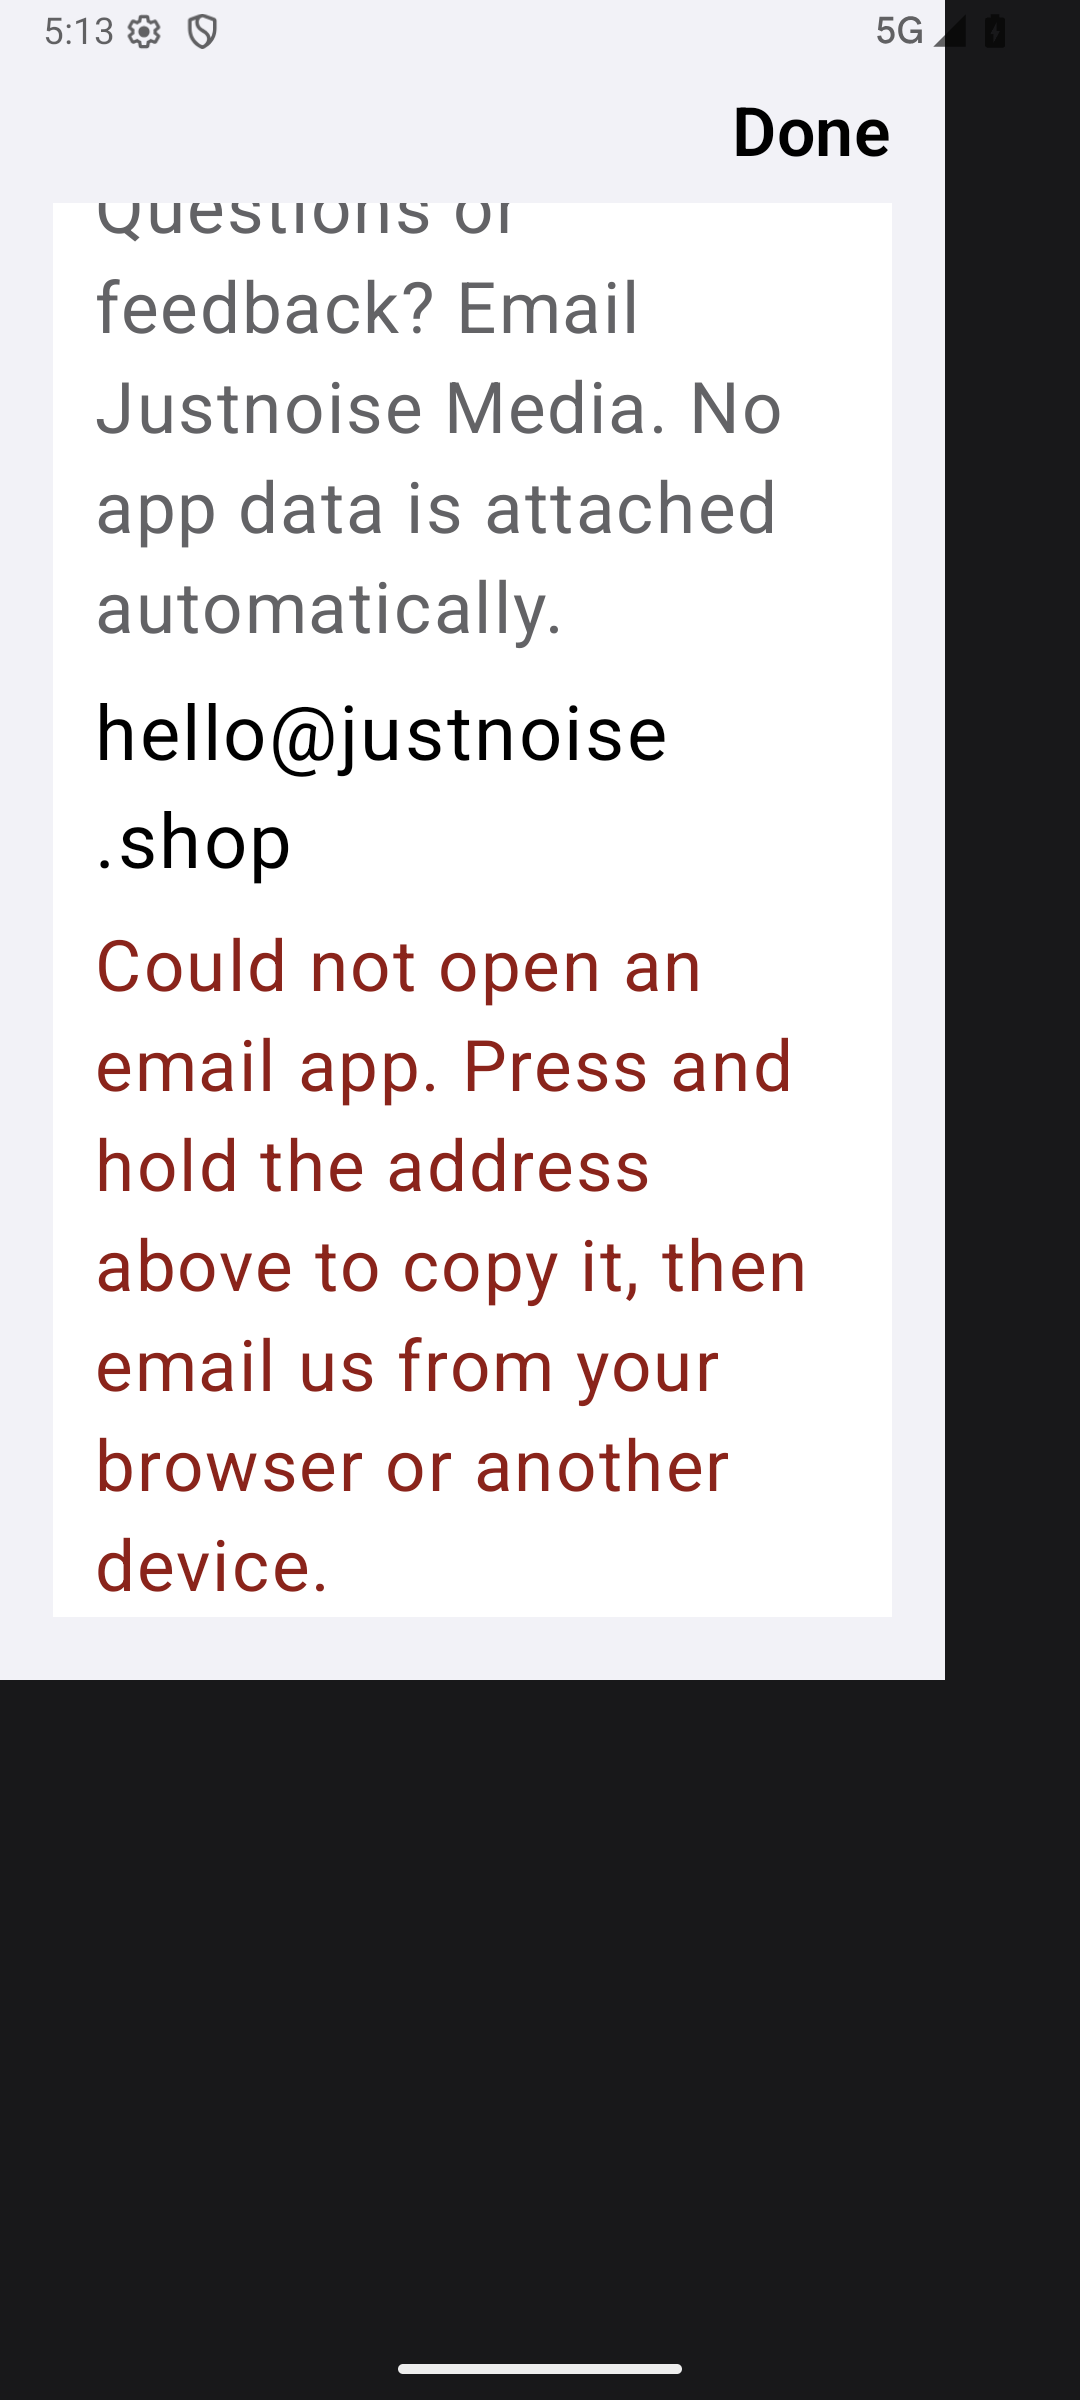 5:13 5G
Done
Questions or
feedback? Email
Justnoise Media. No
app data is attached
automatically.
hello@justnoise
.shop
Could not open an
email app. Press and
hold the address
above to copy it, then
email us from your
browser or another
device.